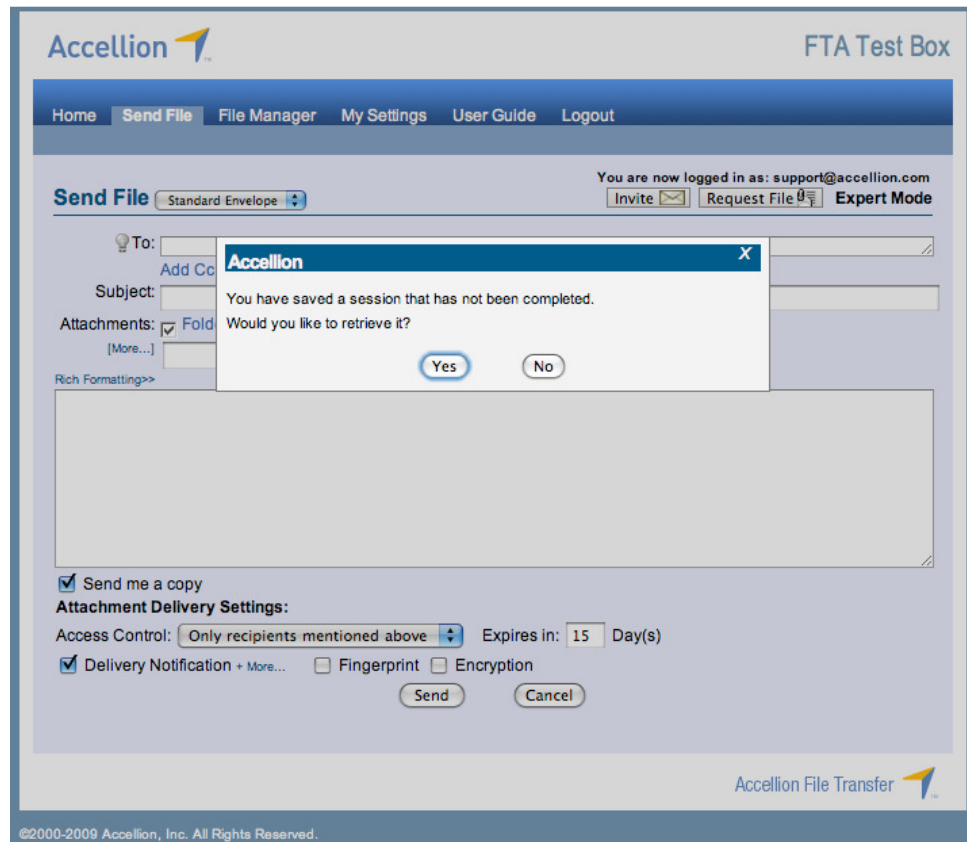 Accellion
FTA Test Box
Home Send File File Manager My Settings User Guide Logout
You are now logged in as: support@accellion.com
Send File Standard Envelope Invite Request File Expert Mode
To:
Add Cc
Accellion X
Subject:
You have saved a session that has not been completed.
Attachments: Fold
Would you like to retrieve it?
[More...]
Yes No
Rich Formatting>>
Send me a copy
Attachment Delivery Settings:
Access Control: Only recipients mentioned above Expires in: 15 Day(s)
Delivery Notification + More... Fingerprint Encryption
Send Cancel
Accellion File Transfer
©2000-2009 Accellion, Inc. All Rights Reserved.